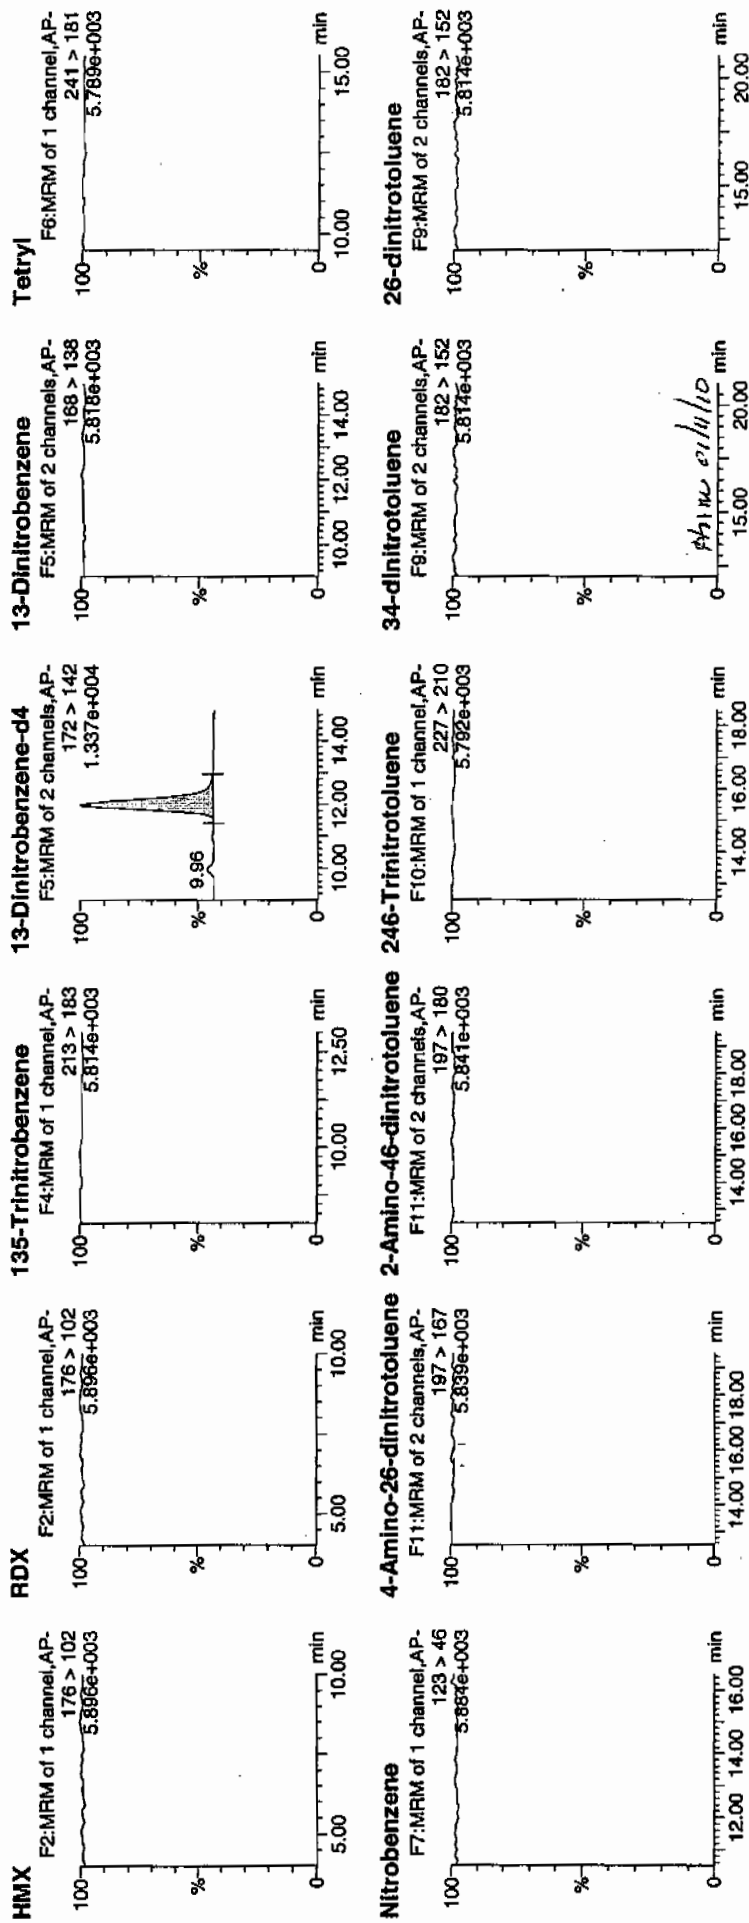 HMX
F2:MRM of 1 channel,AP-
176 > 102
5.896e+003
100
%
0
5.00
10.00
min
RDX
F2:MRM of 1 channel,AP-
176 > 102
5.896e+003
100
%
0
5.00
10.00
min
135-Trinitrobenzene
F4:MRM of 1 channel,AP-
213 > 183
5.814e+003
100
%
0
10.00
12.50
min
13-Dinitrobenzene-d4
F5:MRM of 2 channels,AP-
172 > 142
1.337e+004
100
9.96
%
0
10.00
12.00
14.00
min
13-Dinitrobenzene
F5:MRM of 2 channels,AP-
168 > 138
5.818e+003
100
%
0
10.00
12.00
14.00
min
Tetryl
F6:MRM of 1 channel,AP-
241 > 181
5.789e+003
100
%
0
10.00
15.00
min
Nitrobenzene
F7:MRM of 1 channel,AP-
123 > 46
5.884e+003
100
%
0
12.00
14.00
16.00
min
4-Amino-26-dinitrotoluene
F11:MRM of 2 channels,AP-
197 > 167
5.839e+003
100
%
0
14.00
16.00
18.00
min
2-Amino-46-dinitrotoluene
F11:MRM of 2 channels,AP-
197 > 180
5.841e+003
100
%
0
14.00
16.00
18.00
min
246-Trinitrotoluene
F10:MRM of 1 channel,AP-
227 > 210
5.792e+003
100
%
0
14.00
16.00
18.00
min
34-dinitrotoluene
F9:MRM of 2 channels,AP-
182 > 152
5.814e+003
100
%
0
01/11/10
15.00
20.00
min
26-dinitrotoluene
F9:MRM of 2 channels,AP-
182 > 152
5.814e+003
100
%
0
15.00
20.00
min